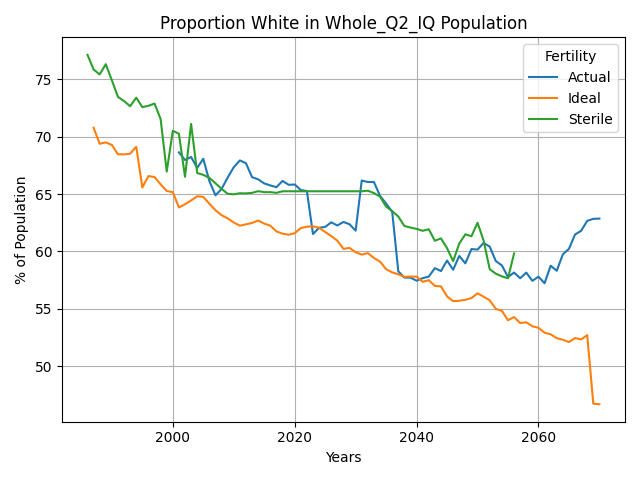 Proportion White in Whole_Q2_IQ Population
Fertility
Actual
Ideal
Sterile
% of Population
75
70
65
60
55
50
2000
2020
2040
2060
Years